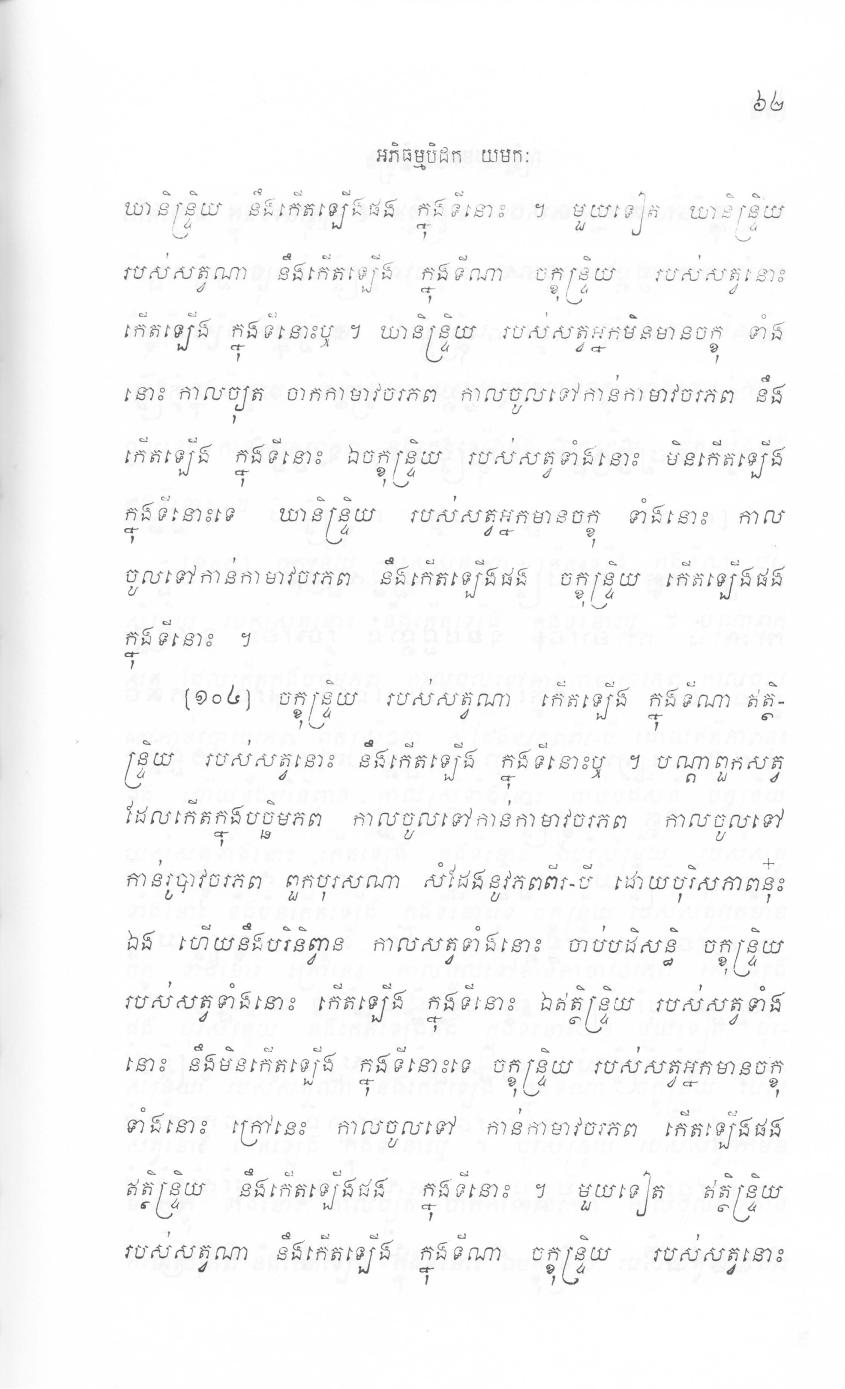 ៦២
អភិធម្មបិដក យមកៈ
ឃានិន្ទ្រិយ នឹងកើតឡើងផង ក្នុងទីនោះ ។ មួយទៀត ឃានិន្ទ្រិយ
របស់សត្វណា នឹងកើតឡើង ក្នុងទីណា ចក្ខុន្ទ្រិយ របស់សត្វនោះ
កើតឡើង ក្នុងទីនោះឬ ។ ឃានិន្ទ្រិយ របស់សត្វអ្នកមិនមានចក្ខុ ទាំង
នោះ កាលច្យុត ចាកកាមាវចរភព កាលចូលទៅកាន់កាមាវចរភព នឹង
កើតឡើង ក្នុងទីនោះ ឯចក្ខុន្ទ្រិយ របស់សត្វទាំងនោះ មិនកើតឡើង
ក្នុងទីនោះទេ ឃានិន្ទ្រិយ របស់សត្វអ្នកមានចក្ខុ ទាំងនោះ កាល
ចូលទៅកាន់កាមាវចរភព នឹងកើតឡើងផង ចក្ខុន្ទ្រិយ កើតឡើងផង
ក្នុងទីនោះ ។
(១០៤) ចក្ខុន្ទ្រិយ របស់សត្វណា កើតឡើង ក្នុងទីណា ឥត្ថិ-
ន្ទ្រិយ របស់សត្វនោះ នឹងកើតឡើង ក្នុងទីនោះឬ ។ បណ្តាពួកសត្វ
ដែលកើតក្នុងបច្ឆិមភព កាលចូលទៅកាន់កាមាវចរភព កាលចូលទៅ
កាន់រូបាវចរភព ពួកបុរសណា សំដែងនូវភពពីរ-បី ដោយបុរិសភាពនុ៎ះ
ឯង ហើយនឹងបរិនិព្វាន កាលសត្វទាំងនោះ ចាប់បដិសន្ធិ ចក្ខុន្ទ្រិយ
របស់សត្វទាំងនោះ កើតឡើង ក្នុងទីនោះ ឯឥត្ថិន្ទ្រិយ របស់សត្វទាំង
នោះ នឹងមិនកើតឡើង ក្នុងទីនោះទេ ចក្ខុន្ទ្រិយ របស់សត្វអ្នកមានចក្ខុ
ទាំងនោះ ក្រៅនេះ កាលចូលទៅ កាន់កាមាវចរភព កើតឡើងផង
ឥត្ថិន្ទ្រិយ នឹងកើតឡើងផង ក្នុងទីនោះ ។ មួយទៀត ឥត្ថិន្ទ្រិយ
របស់សត្វណា នឹងកើតឡើង ក្នុងទីណា ចក្ខុន្ទ្រិយ របស់សត្វនោះ